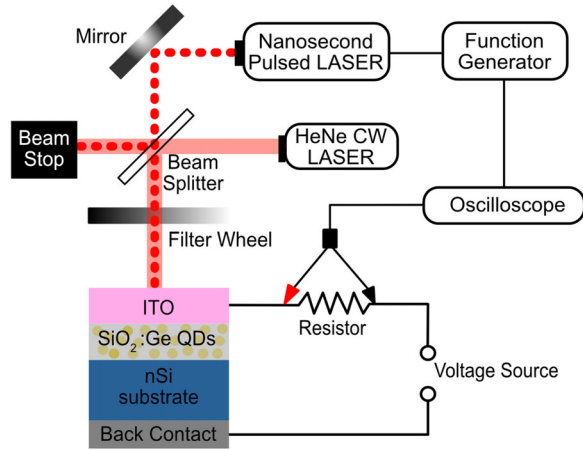 Mirror
Nanosecond
Pulsed LASER
Function
Generator
Beam
Stop
HeNe CW
LASER
Beam
Splitter
Oscilloscope
Filter Wheel
ITO
Resistor
SiO₂:Ge QDs
Voltage Source
nSi
substrate
Back Contact